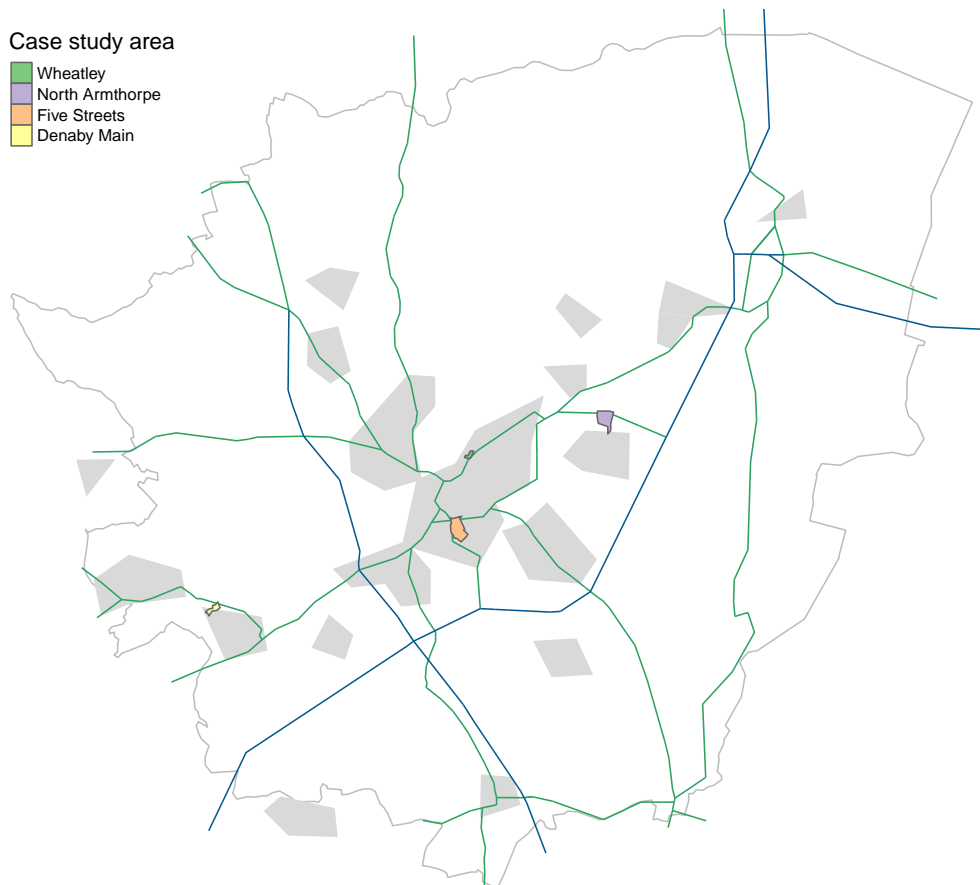 Case study area
Wheatley
North Armthorpe
Five Streets
Denaby Main